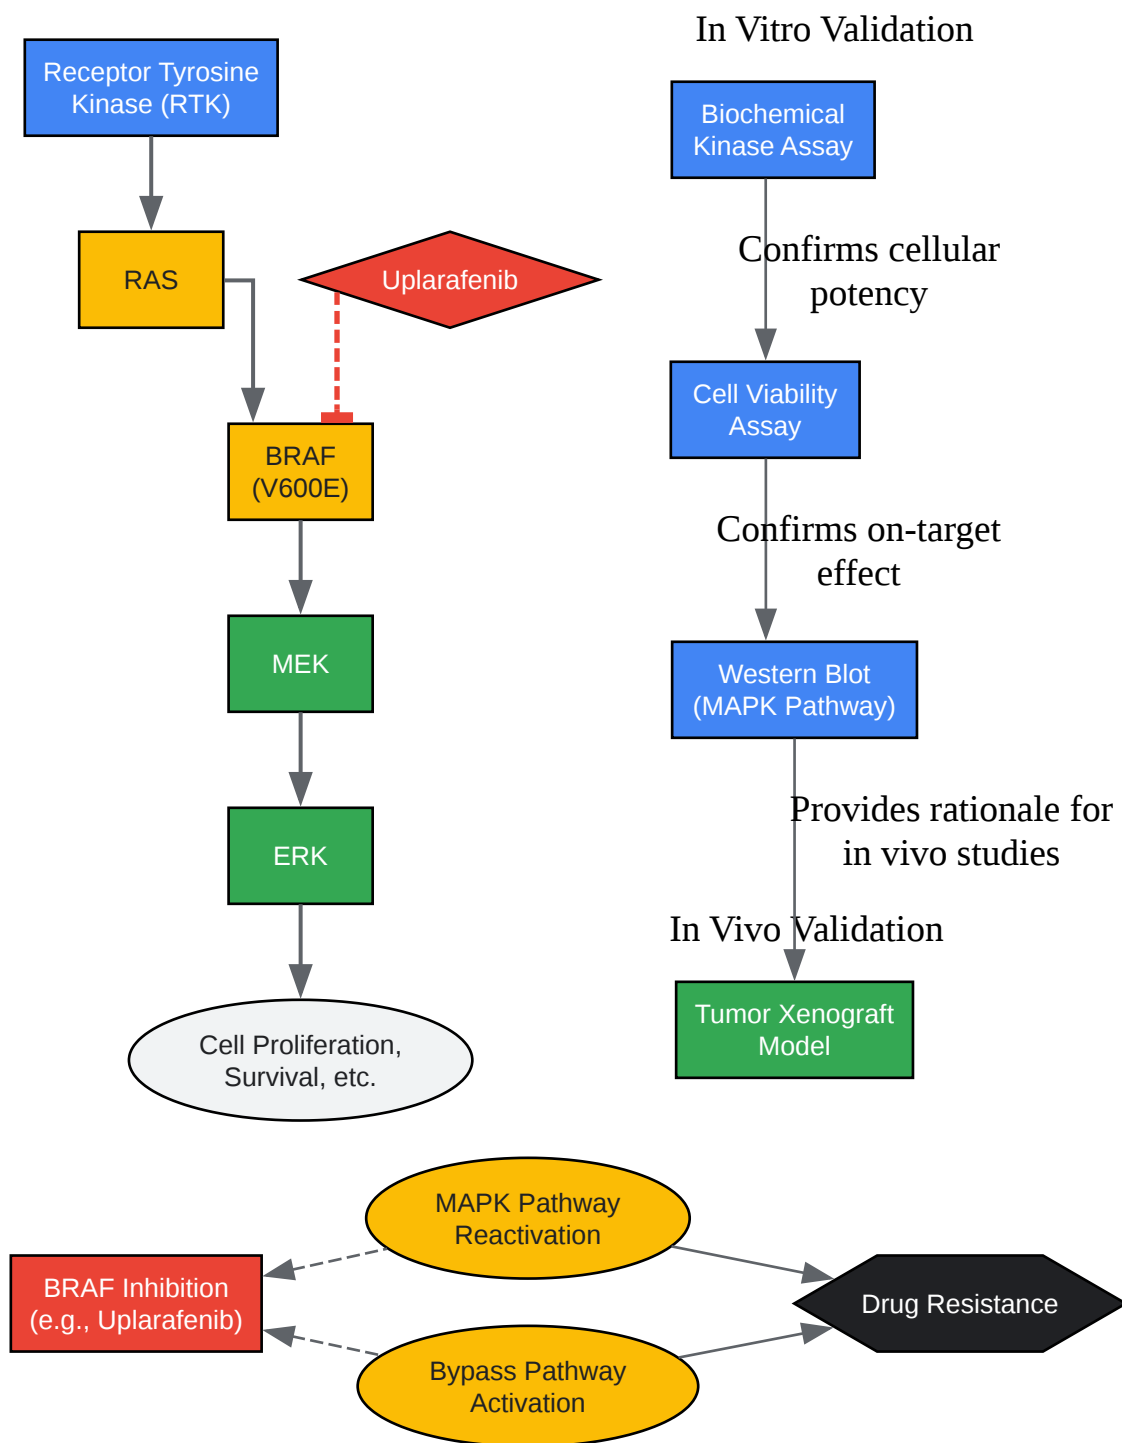 Receptor Tyrosine
Kinase (RTK)
RAS
Uplarafenib
BRAF
(V600E)
MEK
ERK
Cell Proliferation,
Survival, etc.
In Vitro Validation
Biochemical
Kinase Assay
Confirms cellular
potency
Cell Viability
Assay
Confirms on-target
effect
Western Blot
(MAPK Pathway)
Provides rationale for
in vivo studies
In Vivo Validation
Tumor Xenograft
Model
MAPK Pathway
Reactivation
BRAF Inhibition
(e.g., Uplarafenib)
Drug Resistance
Bypass Pathway
Activation